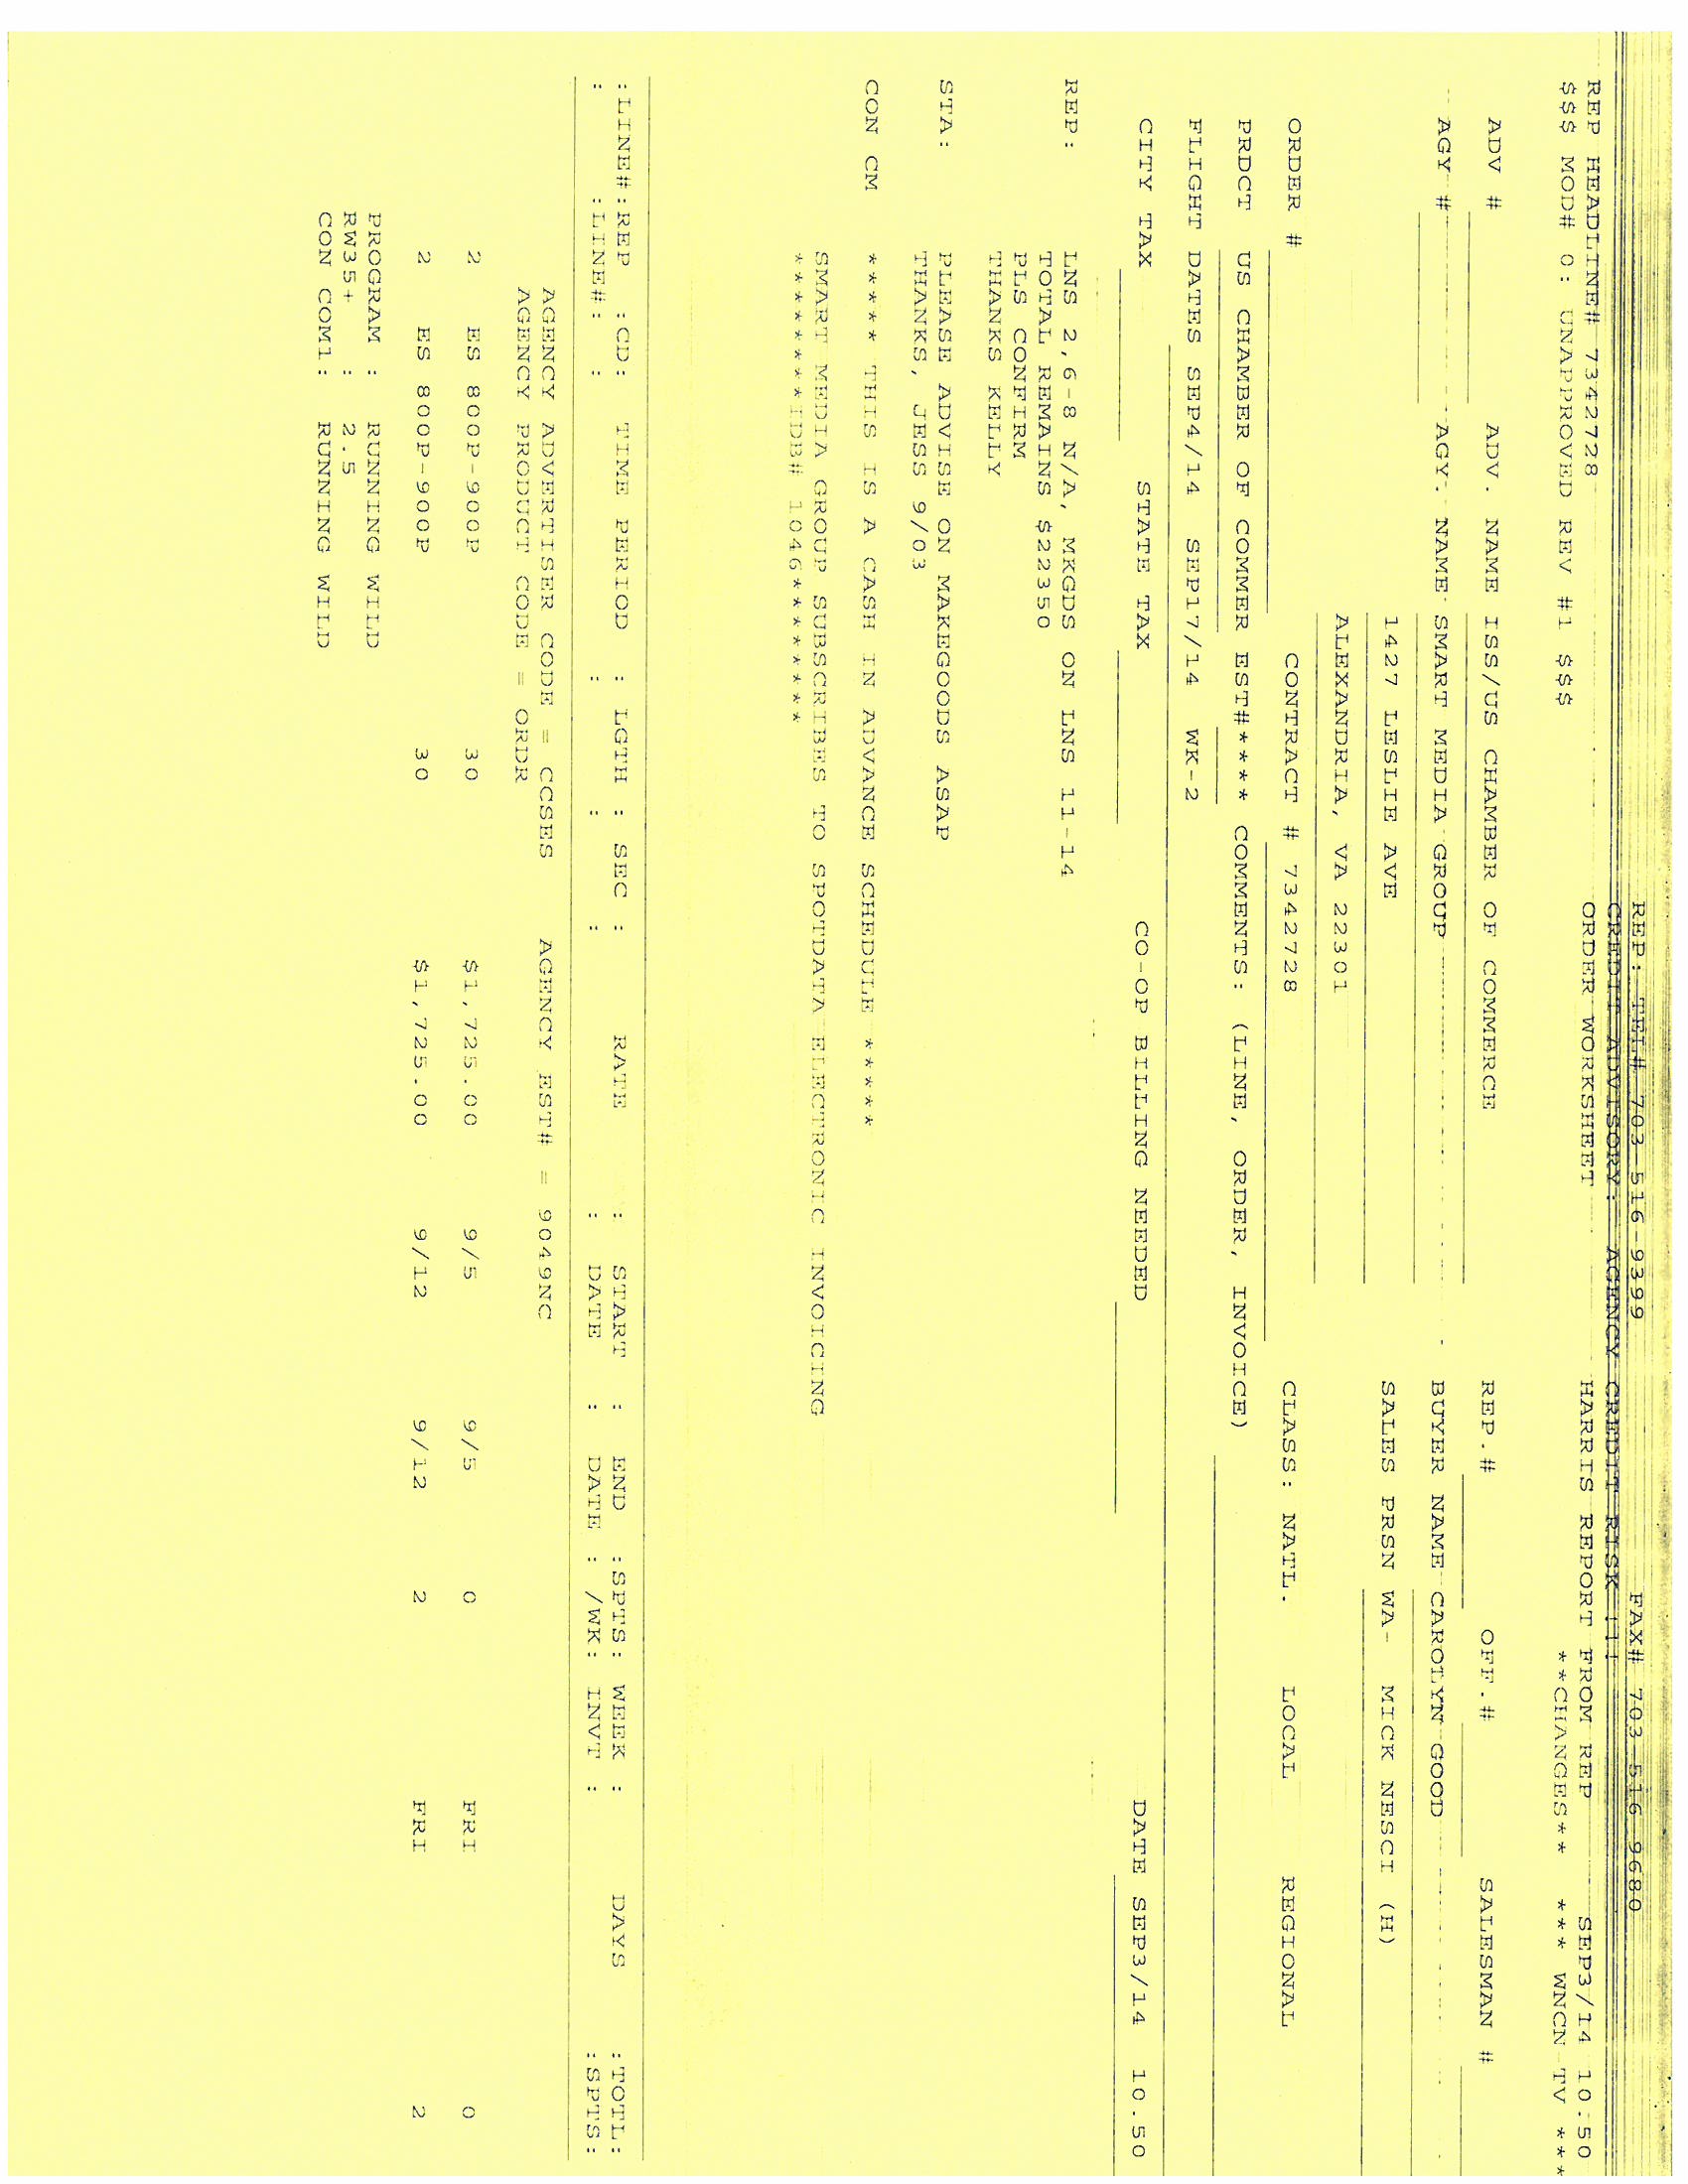 REP: TEL# 703-516-9399 FAX# 703-516-9680
CREDIT ADVISORY: AGENCY CREDIT RISK !!!
REP HEADLINE# 7342728 ORDER WORKSHEET HARRIS REPORT FROM REP SEP3/14 10:50
$$$ MOD# 0: UNAPPROVED REV #1 $$$ **CHANGES** *** WNCN-TV ***
ADV # ADV. NAME ISS/US CHAMBER OF COMMERCE REP.# OFF.# SALESMAN #
AGY # AGY. NAME SMART MEDIA GROUP BUYER NAME CAROLYN GOOD
1427 LESLIE AVE SALES PRSN WA- MICK NESCI (H)
ALEXANDRIA, VA 22301
ORDER # CONTRACT # 7342728 CLASS: NATL. LOCAL REGIONAL
PRDCT US CHAMBER OF COMMER EST#**** COMMENTS: (LINE, ORDER, INVOICE)
FLIGHT DATES SEP4/14 SEP17/14 WK-2
CITY TAX STATE TAX CO-OP BILLING NEEDED DATE SEP3/14 10.50
REP: LNS 2,6-8 N/A, MKGDS ON LNS 11-14
TOTAL REMAINS $22350
PLS CONFIRM
THANKS KELLY
STA: PLEASE ADVISE ON MAKEGOODS ASAP
THANKS, JESS 9/03
CON CM ***** THIS IS A CASH IN ADVANCE SCHEDULE *****
SMART MEDIA GROUP SUBSCRIBES TO SPOTDATA ELECTRONIC INVOICING
*********IDB# 1046*********
:LINE#:REP :CD: TIME PERIOD : LGTH : SEC : RATE : START : END :SPTS: WEEK : DAYS :TOTL:
: :LINE#: : : : : : DATE : DATE : /WK: INVT : :SPTS:
AGENCY ADVERTISER CODE = CCSES AGENCY EST# = 9049NC
AGENCY PRODUCT CODE = ORDR
2 ES 800P-900P 30 $1,725.00 9/5 9/5 0 FRI 0
2 ES 800P-900P 30 $1,725.00 9/12 9/12 2 FRI 2
PROGRAM : RUNNING WILD
RW35+ : 2.5
CON COM1: RUNNING WILD